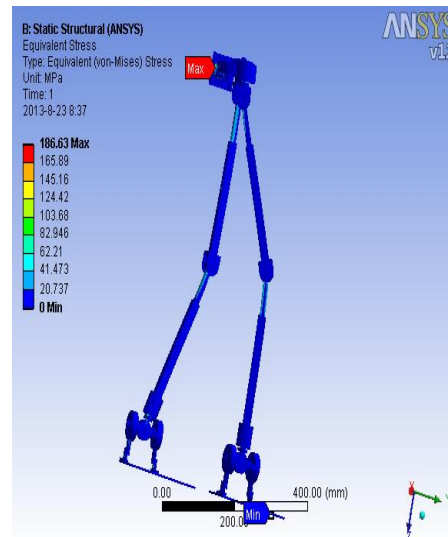 B: Static Structural (ANSYS)
Equivalent Stress
Type: Equivalent (von-Mises) Stress
Unit: MPa
Time: 1
2013-8-23 8:37
ANSYS
Max
186.63 Max
165.89
145.16
124.42
103.68
82.946
62.21
41.473
20.737
0 Min
0.00
400.00 (mm)
200.00
Min